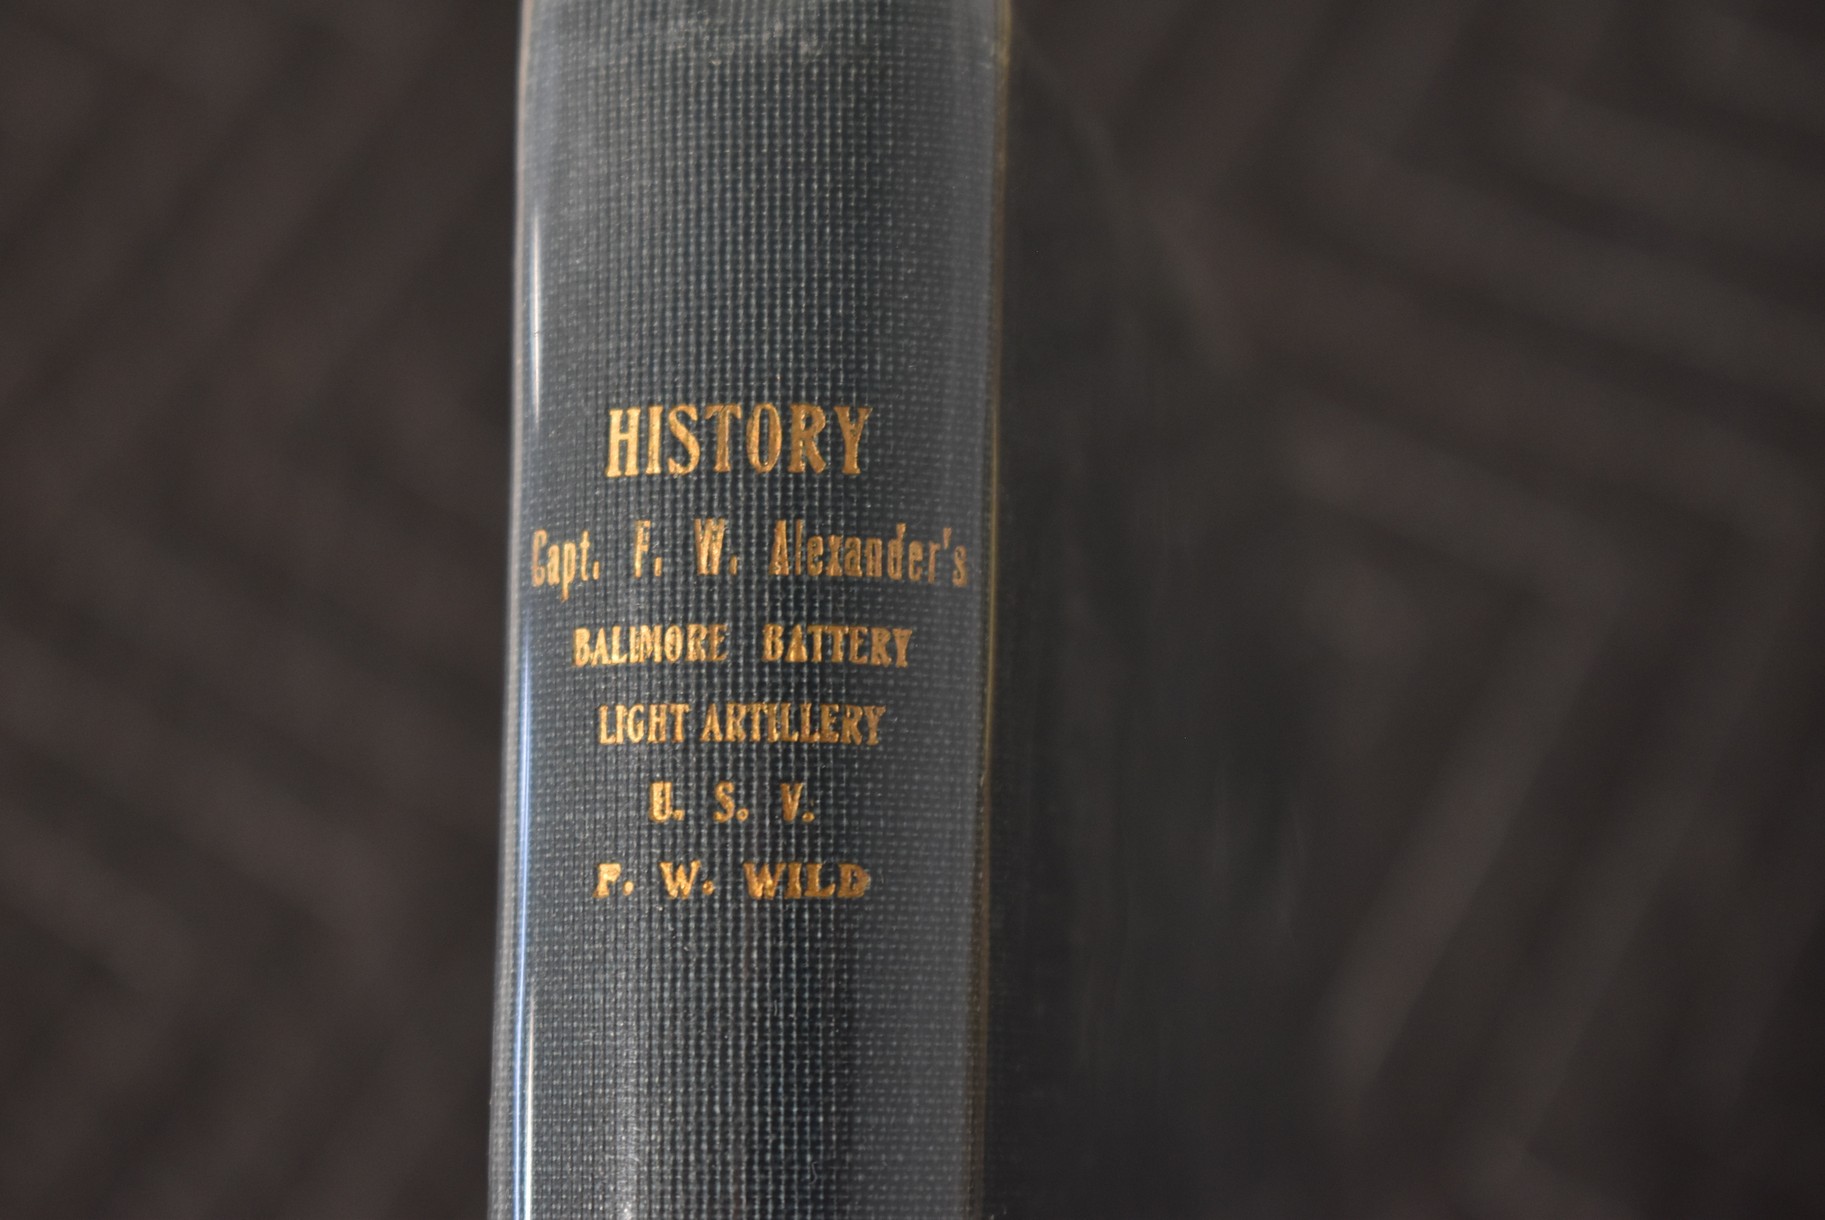 HISTORY
Capt. F. W. Alexander's
BALIMORE BATTERY
LIGHT ARTILLERY
U. S. V.
F. W. WILD